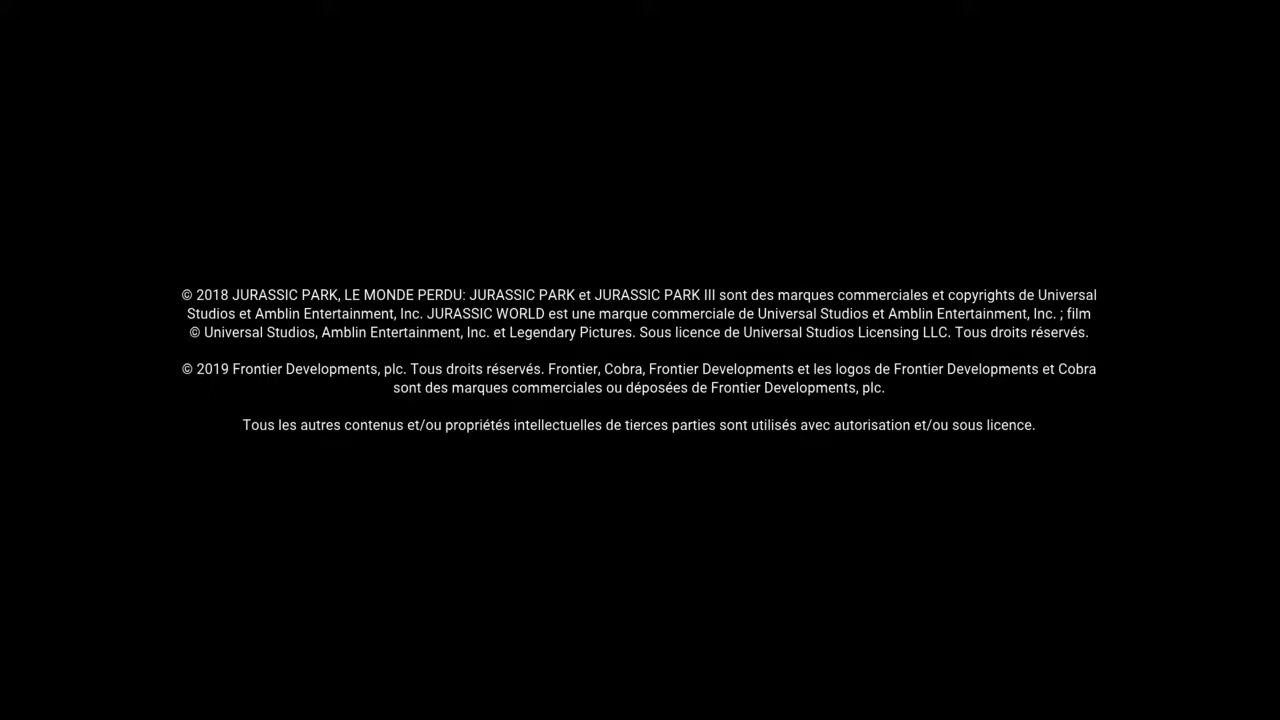 © 2018 JURASSIC PARK, LE MONDE PERDU: JURASSIC PARK et JURASSIC PARK III sont des marques commerciales et copyrights de Universal
Studios et Amblin Entertainment, Inc. JURASSIC WORLD est une marque commerciale de Universal Studios et Amblin Entertainment, Inc. ; film
© Universal Studios, Amblin Entertainment, Inc. et Legendary Pictures. Sous licence de Universal Studios Licensing LLC. Tous droits réservés.
© 2019 Frontier Developments, plc. Tous droits réservés. Frontier, Cobra, Frontier Developments et les logos de Frontier Developments et Cobra
sont des marques commerciales ou déposées de Frontier Developments, plc.
Tous les autres contenus et/ou propriétés intellectuelles de tierces parties sont utilisés avec autorisation et/ou sous licence.